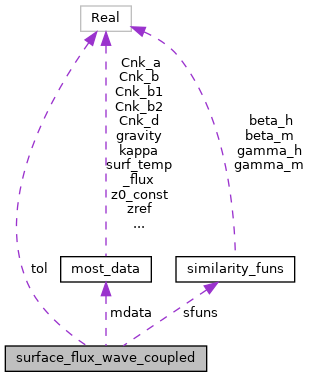 Real
Cnk_a
Cnk_b
Cnk_b1
Cnk_b2
Cnk_d
gravity
kappa
surf_temp
_flux
z0_const
zref
...
beta_h
beta_m
gamma_h
gamma_m
tol
most_data
similarity_funs
mdata
sfuns
surface_flux_wave_coupled